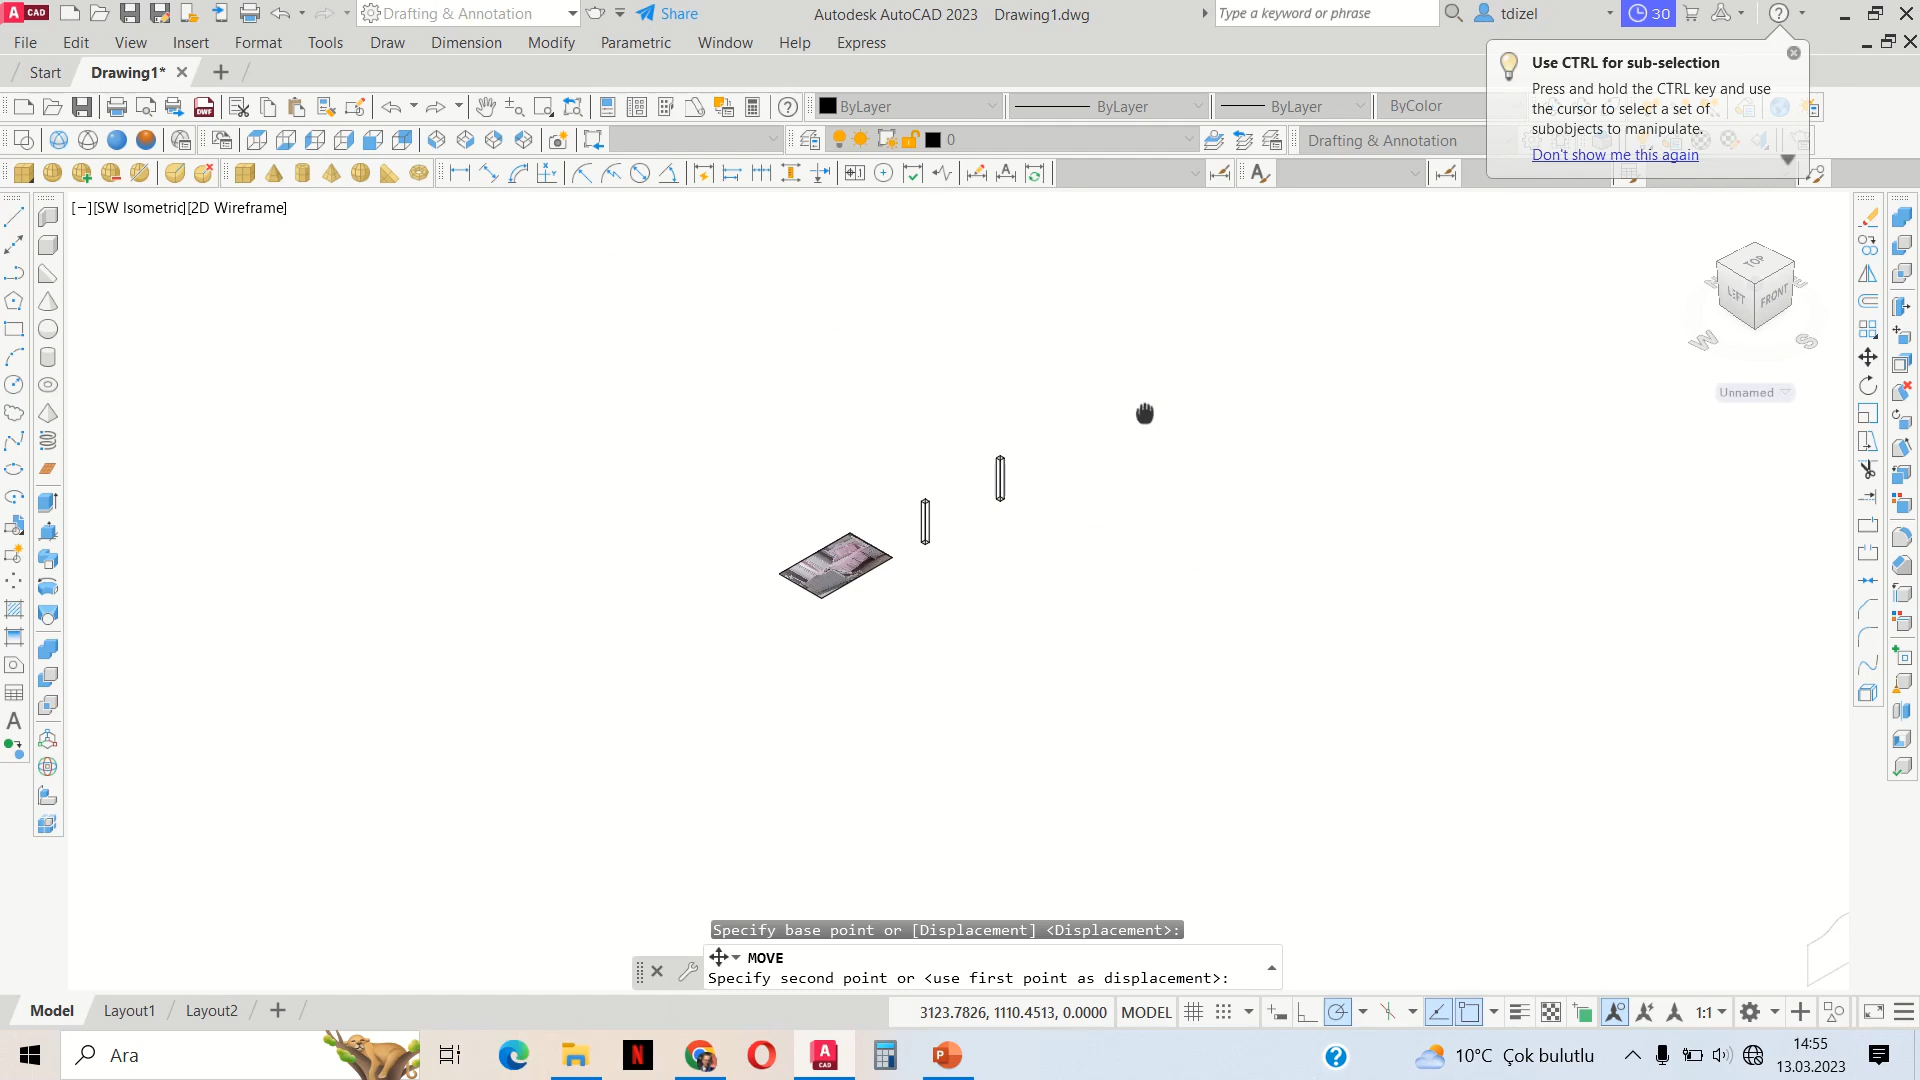 A CAD
Drafting & Annotation
Share
Autodesk AutoCAD 2023 Drawing1.dwg
Type a keyword or phrase
tdizel
30
File Edit View Insert Format Tools Draw Dimension Modify Parametric Window Help Express
Start Drawing1*
Use CTRL for sub-selection
Press and hold the CTRL key and use
the cursor to select a set of
subobjects to manipulate.
Don't show me this again
DWF
ByLayer
ByLayer
ByLayer
ByColor
0
Drafting & Annotation
[−][SW Isometric][2D Wireframe]
TOP
LEFT
FRONT
W
S
Unnamed
Specify base point or [Displacement] <Displacement>:
MOVE
Specify second point or <use first point as displacement>:
Model Layout1 Layout2
3123.7826, 1110.4513, 0.0000 MODEL
1:1
Ara
10°C Çok bulutlu
14:55
13.03.2023